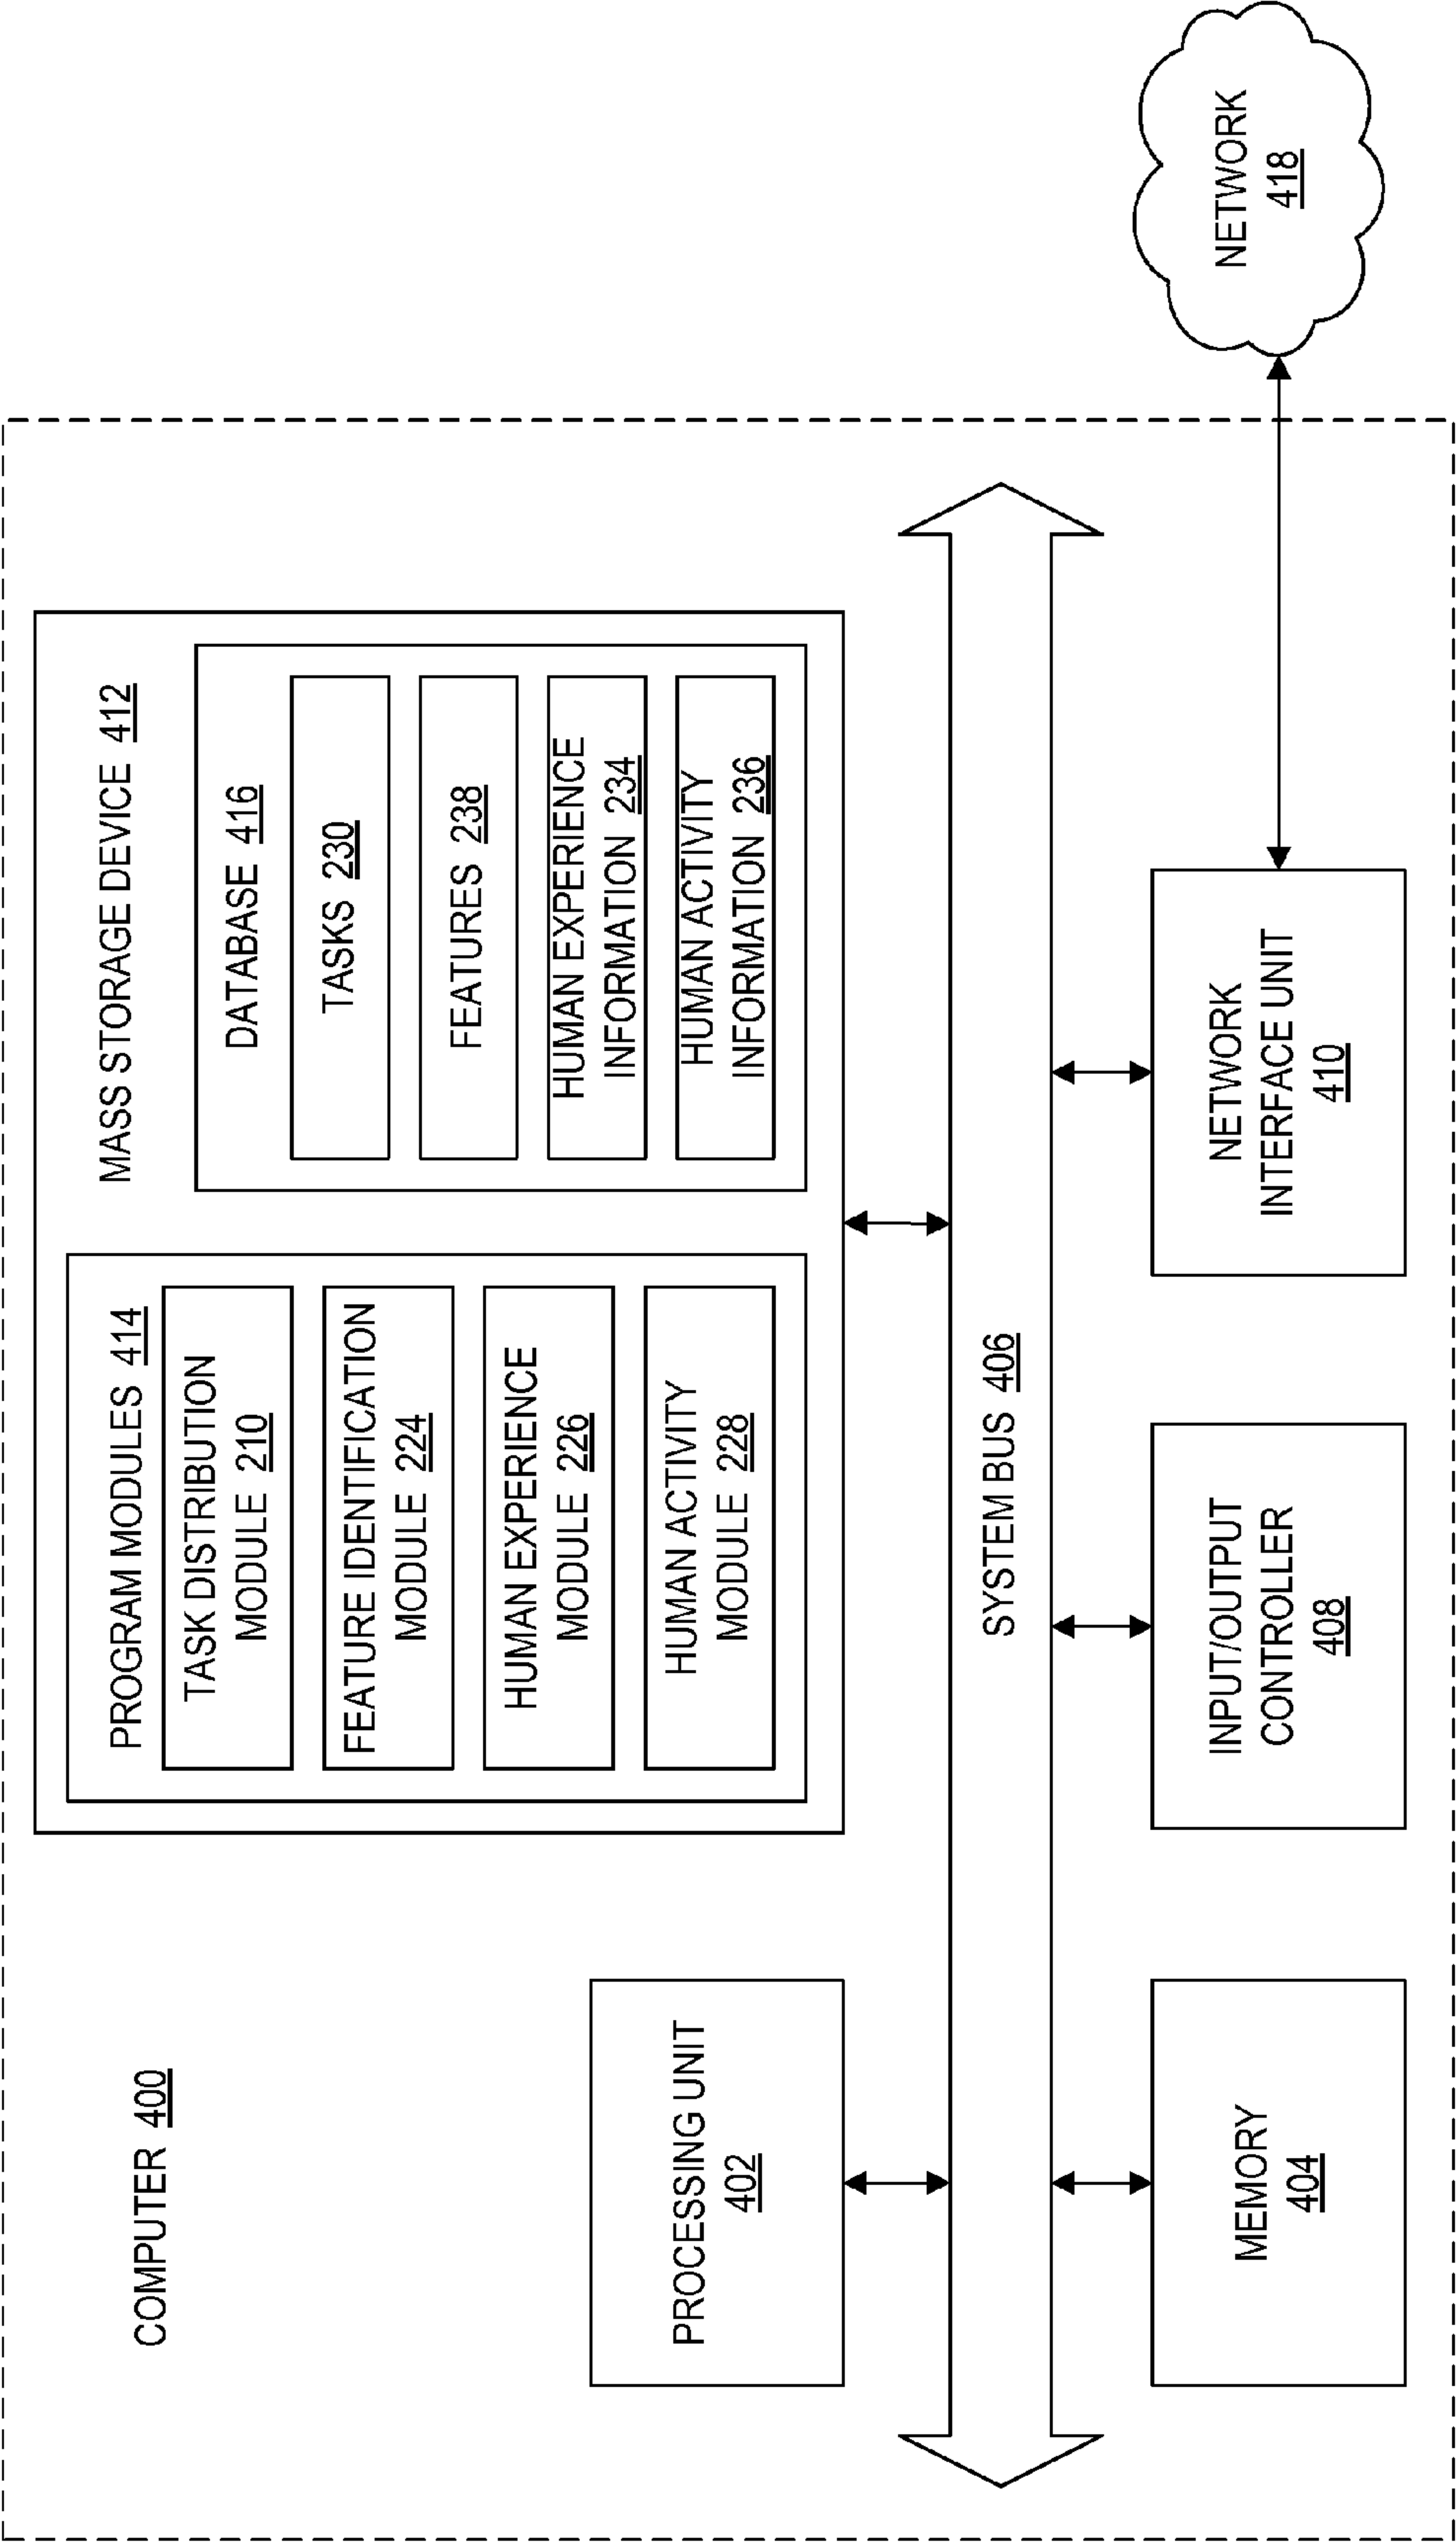 COMPUTER 400
MASS STORAGE DEVICE 412
PROGRAM MODULES 414
TASK DISTRIBUTION
MODULE 210
FEATURE IDENTIFICATION
MODULE 224
HUMAN EXPERIENCE
MODULE 226
HUMAN ACTIVITY
MODULE 228
DATABASE 416
TASKS 230
FEATURES 238
HUMAN EXPERIENCE
INFORMATION 234
HUMAN ACTIVITY
INFORMATION 236
PROCESSING UNIT
402
SYSTEM BUS 406
MEMORY
404
INPUT/OUTPUT
CONTROLLER
408
NETWORK
INTERFACE UNIT
410
NETWORK
418